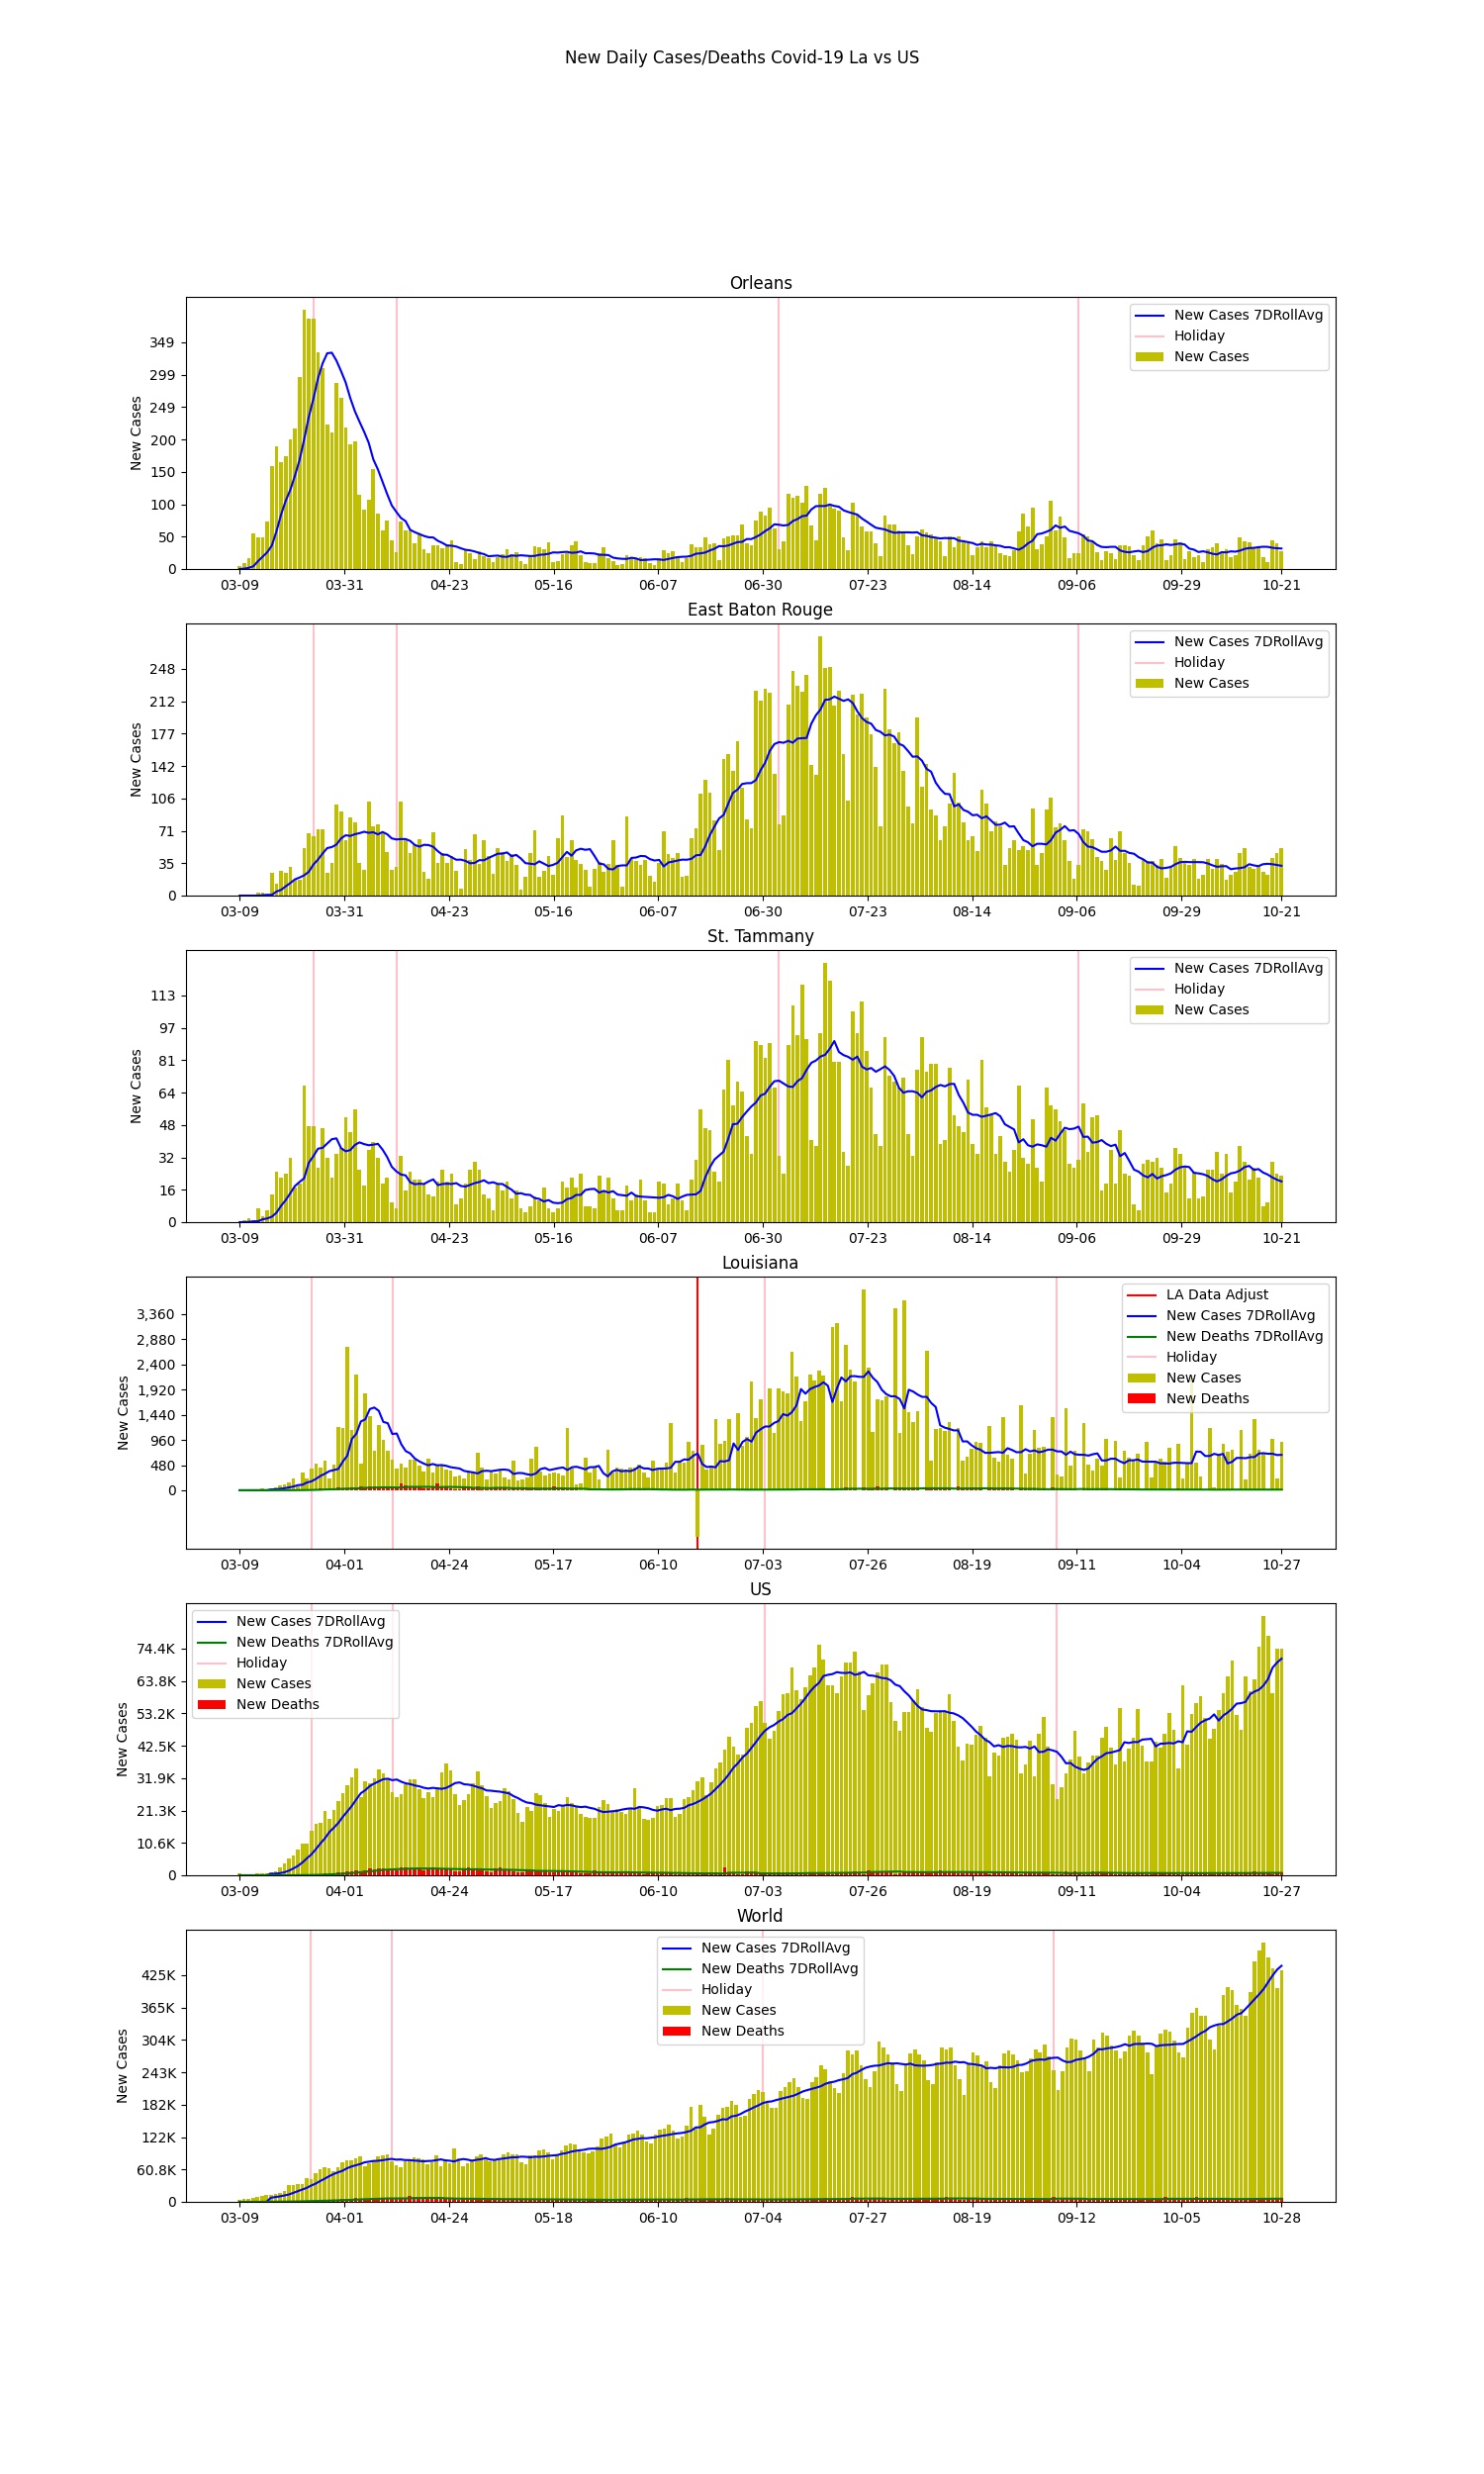 New Daily Cases/Deaths Covid-19 La vs US
Orleans
New Cases
349
299
249
200
150
100
50
0
New Cases 7DRollAvg
Holiday
New Cases
03-09 03-31 04-23 05-16 06-07 06-30 07-23 08-14 09-06 09-29 10-21
East Baton Rouge
New Cases
248
212
177
142
106
71
35
0
New Cases 7DRollAvg
Holiday
New Cases
03-09 03-31 04-23 05-16 06-07 06-30 07-23 08-14 09-06 09-29 10-21
St. Tammany
New Cases
113
97
81
64
48
32
16
0
New Cases 7DRollAvg
Holiday
New Cases
03-09 03-31 04-23 05-16 06-07 06-30 07-23 08-14 09-06 09-29 10-21
Louisiana
New Cases
3,360
2,880
2,400
1,920
1,440
960
480
0
LA Data Adjust
New Cases 7DRollAvg
New Deaths 7DRollAvg
Holiday
New Cases
New Deaths
03-09 04-01 04-24 05-17 06-10 07-03 07-26 08-19 09-11 10-04 10-27
US
New Cases
74.4K
63.8K
53.2K
42.5K
31.9K
21.3K
10.6K
0
New Cases 7DRollAvg
New Deaths 7DRollAvg
Holiday
New Cases
New Deaths
03-09 04-01 04-24 05-17 06-10 07-03 07-26 08-19 09-11 10-04 10-27
World
New Cases
425K
365K
304K
243K
182K
122K
60.8K
0
New Cases 7DRollAvg
New Deaths 7DRollAvg
Holiday
New Cases
New Deaths
03-09 04-01 04-24 05-18 06-10 07-04 07-27 08-19 09-12 10-05 10-28